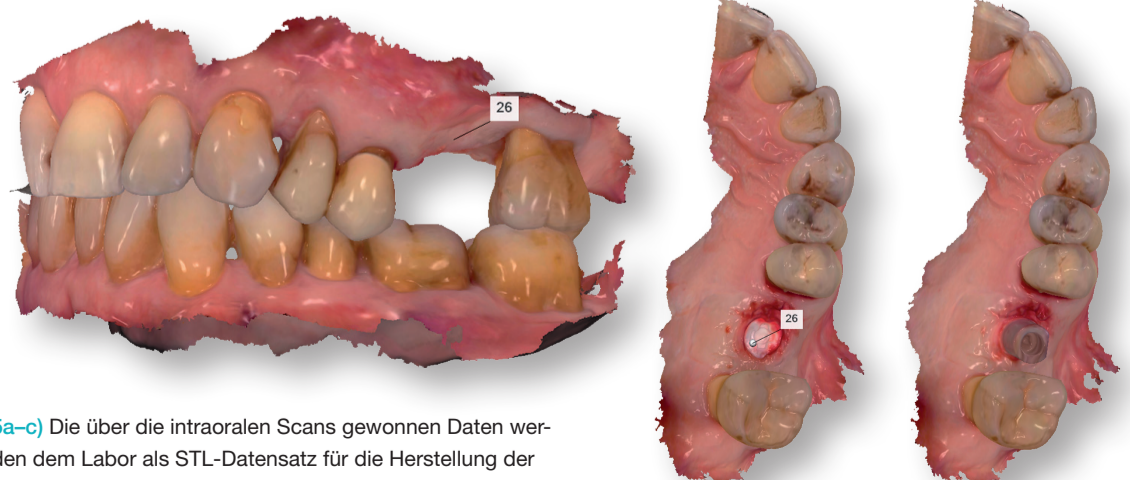 26
26
5a–c) Die über die intraoralen Scans gewonnen Daten wer-
den dem Labor als STL-Datensatz für die Herstellung der